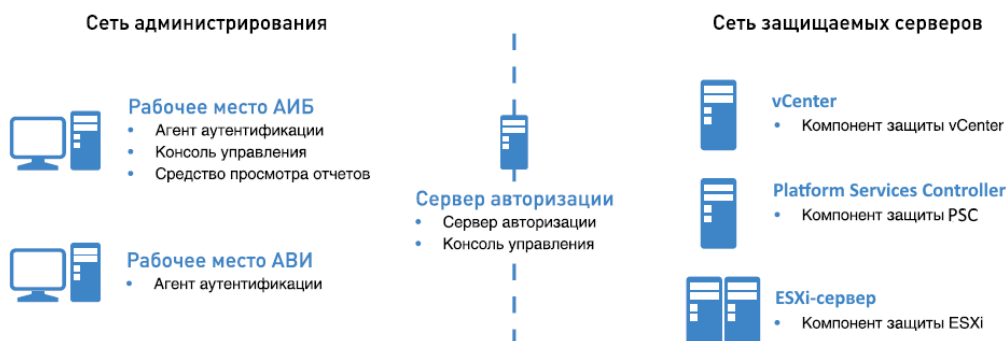 Сеть администрирования
Рабочее место АИБ
• Агент аутентификации
• Консоль управления
• Средство просмотра отчетов
Рабочее место АВИ
• Агент аутентификации
Сервер авторизации
• Сервер авторизации
• Консоль управления
Сеть защищаемых серверов
vCenter
• Компонент защиты vCenter
Platform Services Controller
• Компонент защиты PSC
ESXi-сервер
• Компонент защиты ESXi